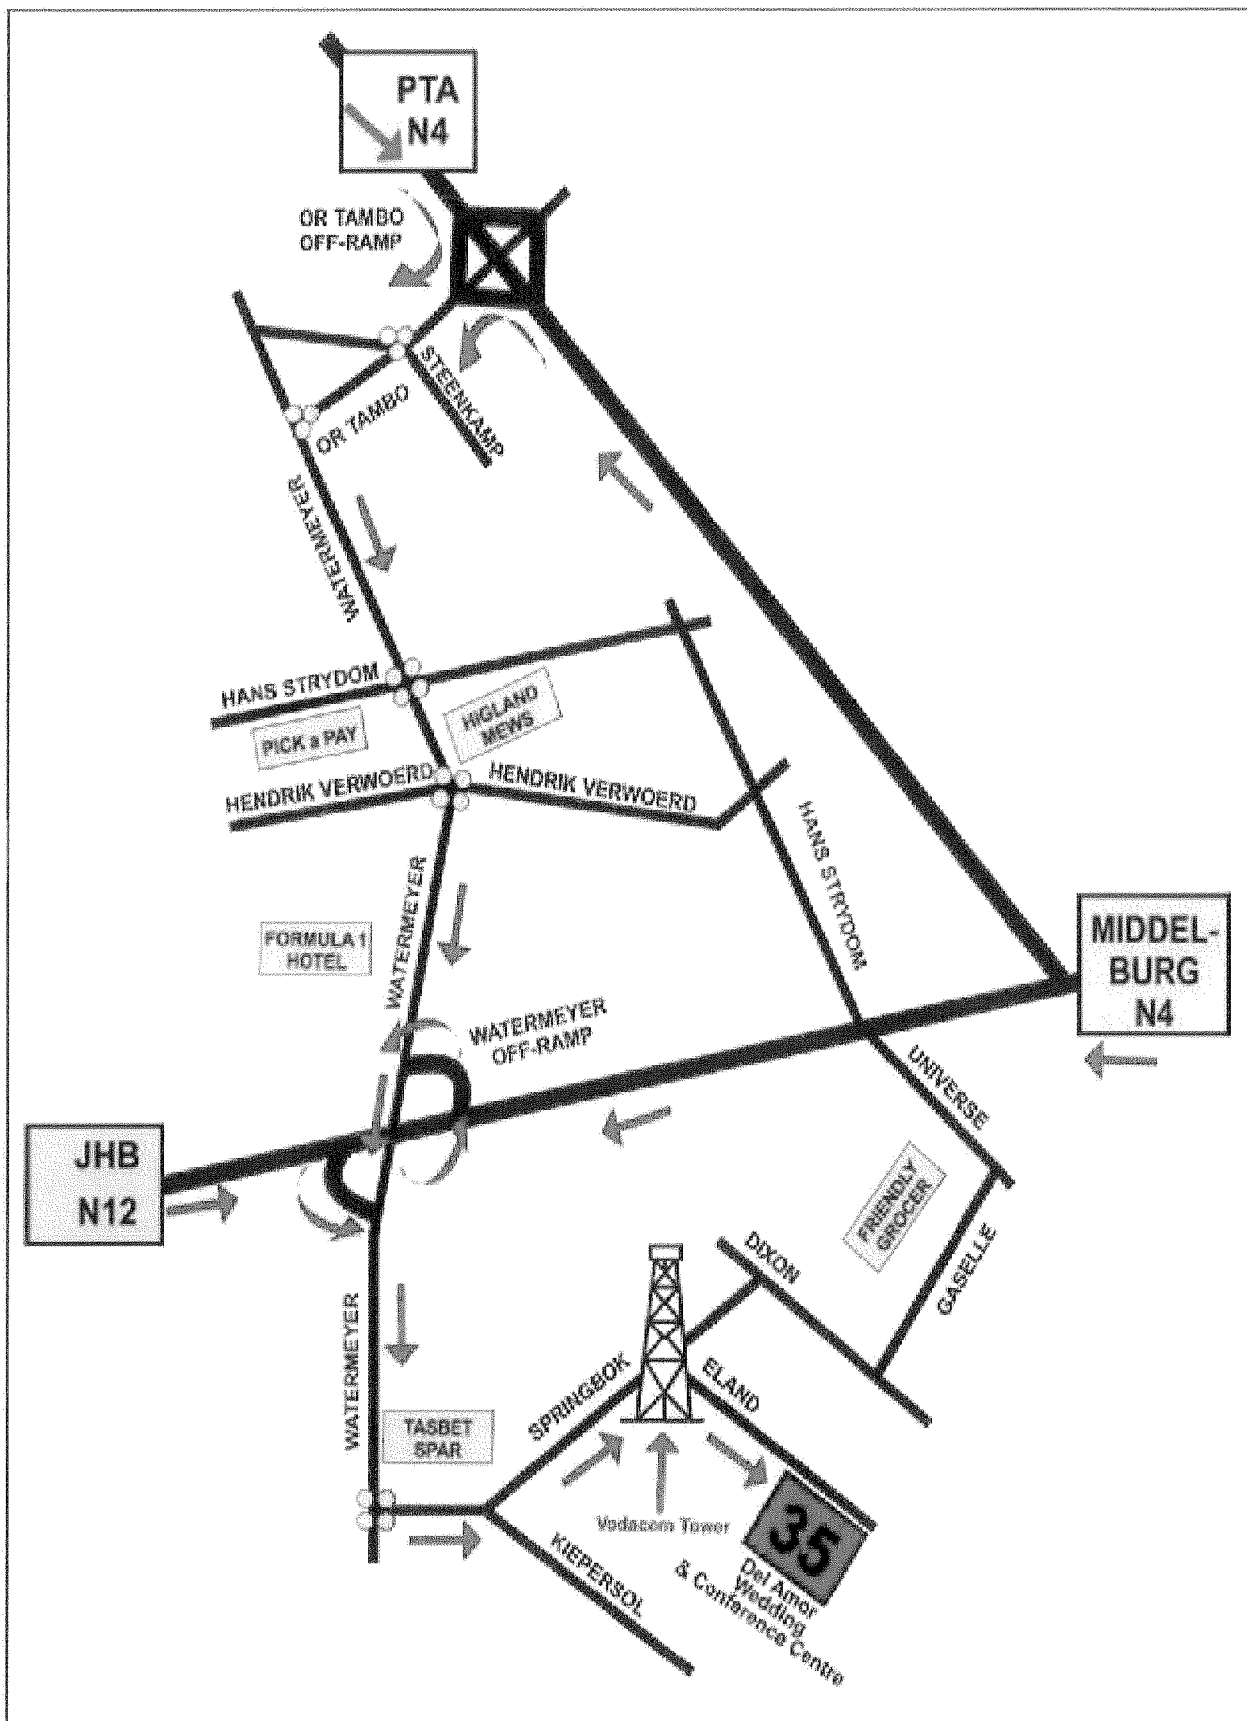 PTA
N4
OR TAMBO
OFF-RAMP
STEENKAMP
OR TAMBO
WATERMEYER
HANS STRYDOM
HIGLAND
MEWS
PICK a PAY
HENDRIK VERWOERD
HENDRIK VERWOERD
HANS STRYDOM
WATERMEYER
FORMULA 1
HOTEL
MIDDEL-
BURG
N4
WATERMEYER
OFF-RAMP
UNIVERSE
JHB
N12
FRIENDLY
GROCER
DIXON
GASELLE
WATERMEYER
SPRINGBOK
ELAND
TASBET
SPAR
Vodacom Tower
35
KIEPERSOL
Del Amor
Wedding
& Conference Centre